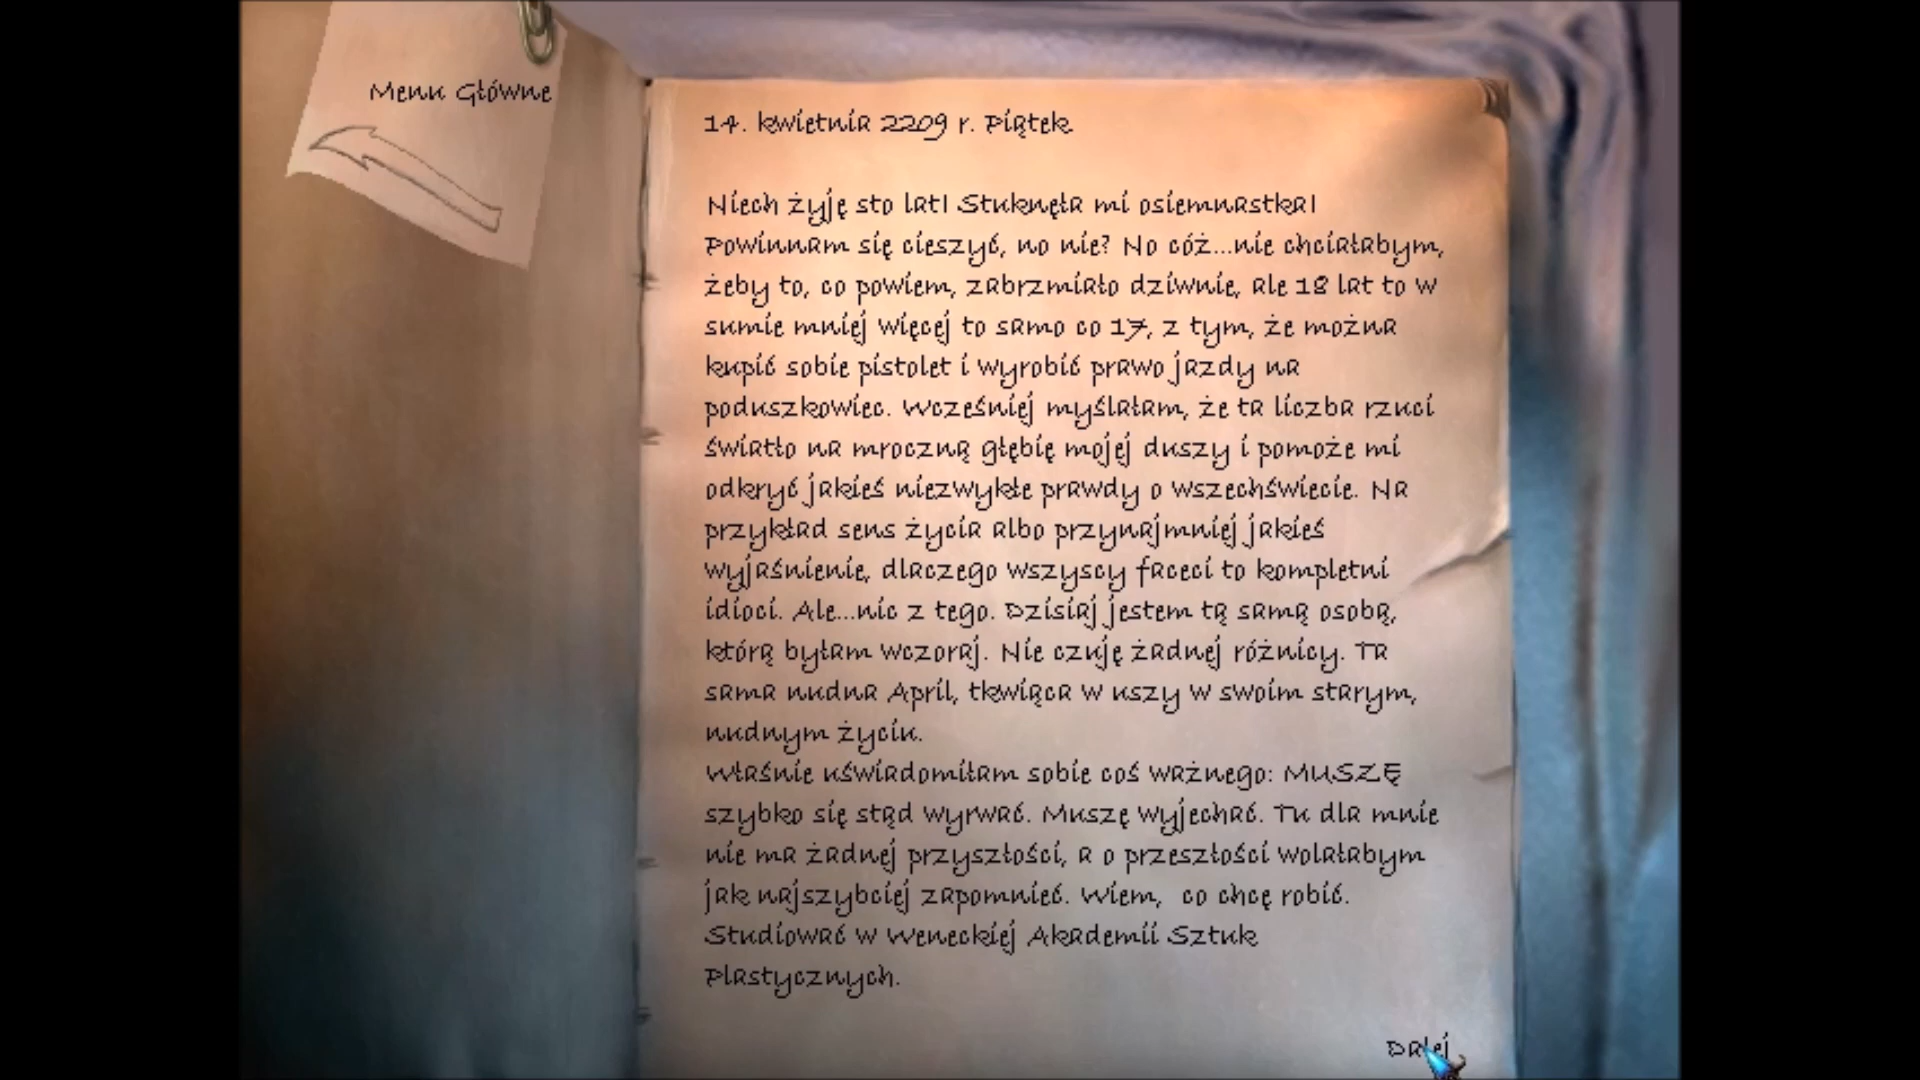 Menu Główne
14. kwietnia 2209 r. Piątek
Niech żyję sto lat! Stuknęła mi osiemnastka!
Powinnam się cieszyć, no nie? No cóż...nie chciałabym,
żeby to, co powiem, zabrzmiało dziwnie, ale 18 lat to w
sumie mniej więcej to samo co 17, z tym, że można
kupić sobie pistolet i wyrobić prawo jazdy na
poduszkowiec. Wcześniej myślałam, że ta liczba rzuci
światło na mroczną głębię mojej duszy i pomoże mi
odkryć jakieś niezwykłe prawdy o wszechświecie. Na
przykład sens życia albo przynajmniej jakieś
wyjaśnienie, dlaczego wszyscy faceci to kompletni
idioci. Ale...nic z tego. Dzisiaj jestem tą samą osobą,
którą byłam wczoraj. Nie czuję żadnej różnicy. Ta
sama nudna April, tkwiąca w uszy w swoim starym,
nudnym życiu.
Właśnie uświadomiłam sobie coś ważnego: MUSZĘ
szybko się stąd wyrwać. Muszę wyjechać. Tu dla mnie
nie ma żadnej przyszłości, a o przeszłości wolałabym
jak najszybciej zapomnieć. Wiem,  co chcę robić.
Studiować w Weneckiej Akademii Sztuk
Plastycznych.
Dalej